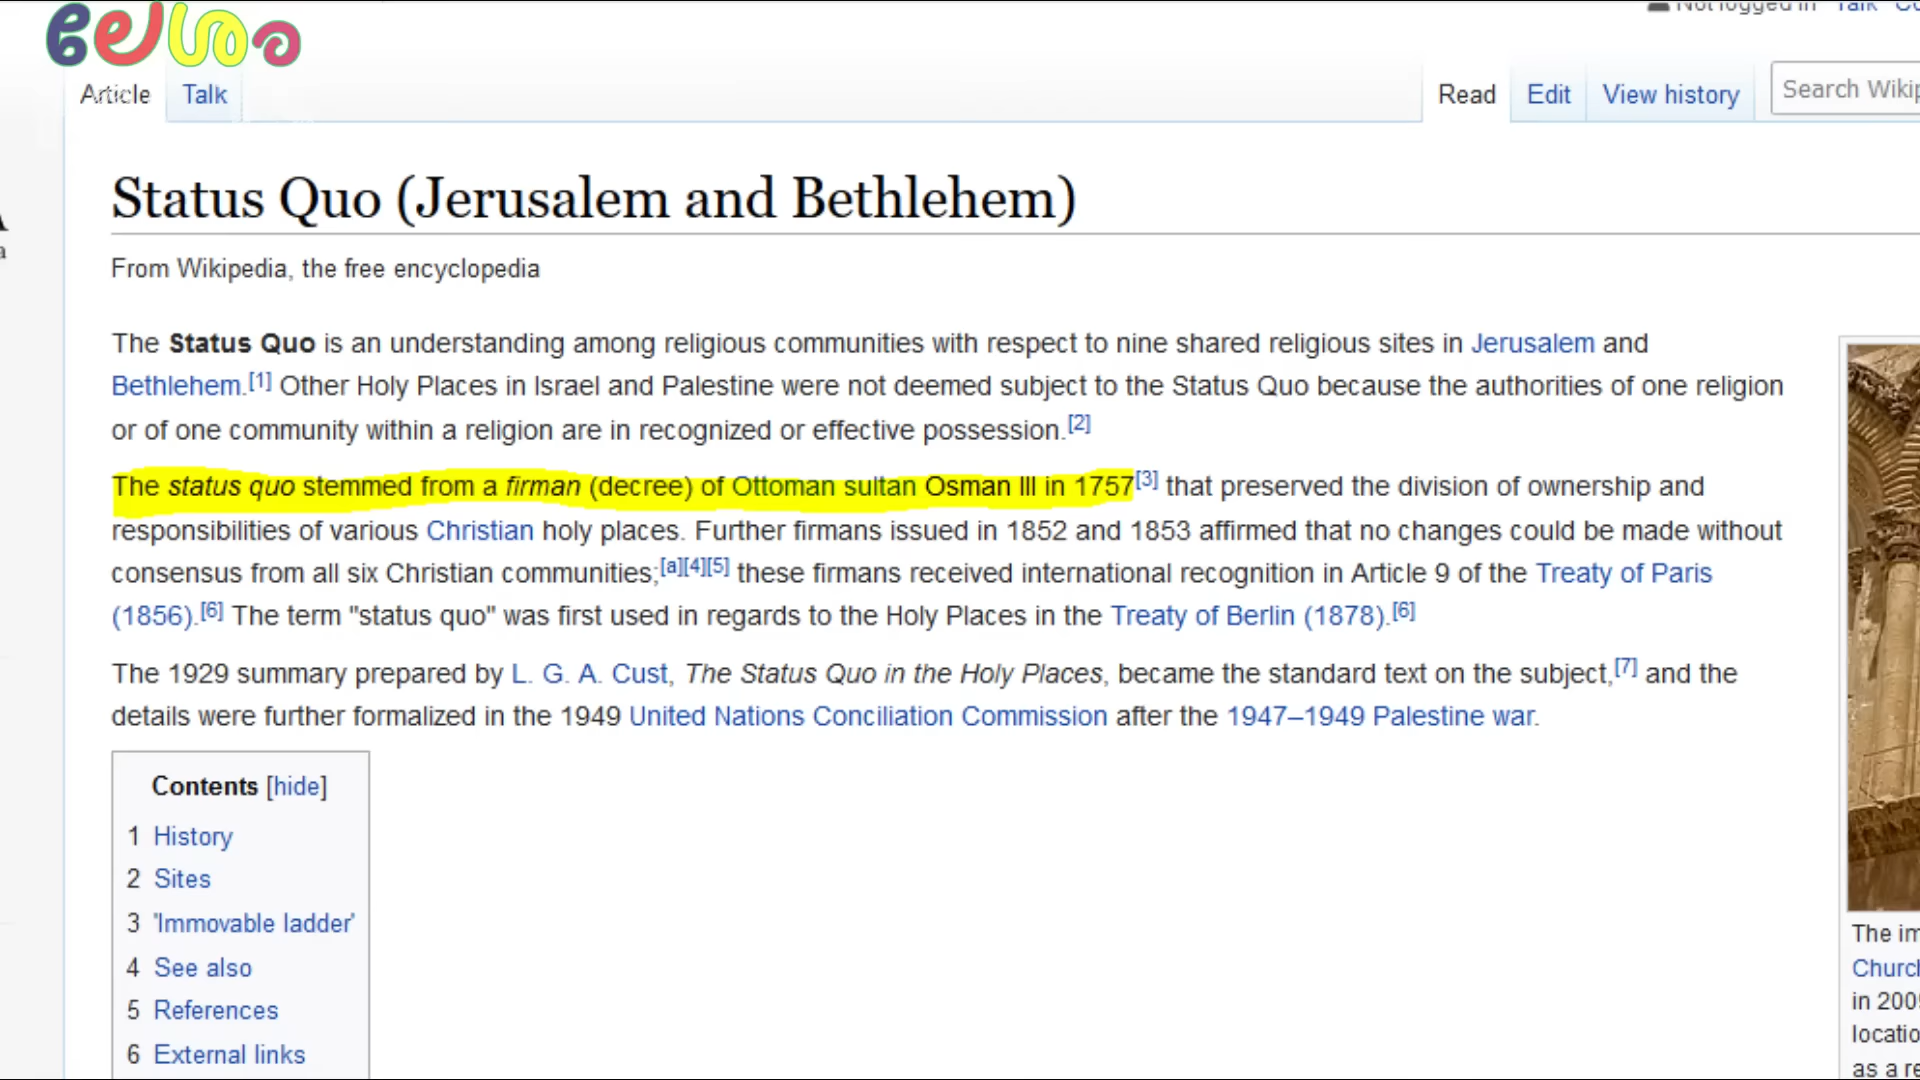 ലേശം
Article Talk Read Edit View history Search Wikip
Status Quo (Jerusalem and Bethlehem)
From Wikipedia, the free encyclopedia
The Status Quo is an understanding among religious communities with respect to nine shared religious sites in Jerusalem and
Bethlehem.[1] Other Holy Places in Israel and Palestine were not deemed subject to the Status Quo because the authorities of one religion
or of one community within a religion are in recognized or effective possession.[2]
The status quo stemmed from a firman (decree) of Ottoman sultan Osman III in 1757[3] that preserved the division of ownership and
responsibilities of various Christian holy places. Further firmans issued in 1852 and 1853 affirmed that no changes could be made without
consensus from all six Christian communities;[a][4][5] these firmans received international recognition in Article 9 of the Treaty of Paris
(1856).[6] The term "status quo" was first used in regards to the Holy Places in the Treaty of Berlin (1878).[6]
The 1929 summary prepared by L. G. A. Cust, The Status Quo in the Holy Places, became the standard text on the subject,[7] and the
details were further formalized in the 1949 United Nations Conciliation Commission after the 1947–1949 Palestine war.
Contents [hide]
1 History
2 Sites
3 'Immovable ladder'
4 See also
5 References
6 External links
The im
Church
in 2009
locatio
as a re